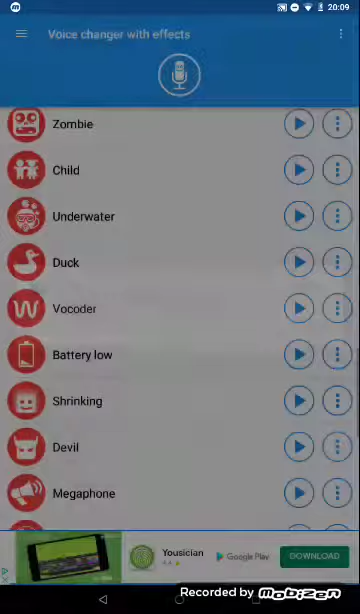 20:09
Voice changer with effects
Zombie
Child
Underwater
Duck
Vocoder
Battery low
Shrinking
Devil
Megaphone
Yousician
Google Play
DOWNLOAD
Recorded by mobizen